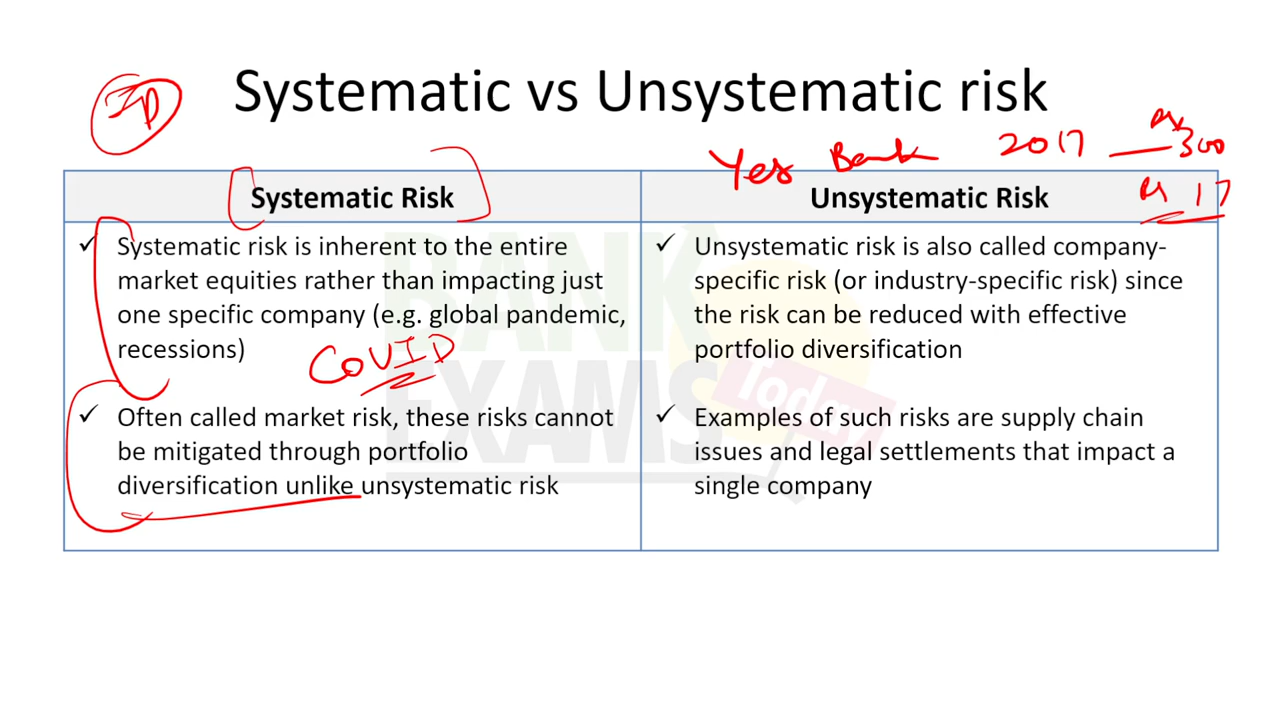 ID
Systematic vs Unsystematic risk
Yes Bank 2017 — 300
17
Systematic Risk
Unsystematic Risk
✓ Systematic risk is inherent to the entire
market equities rather than impacting just
one specific company (e.g. global pandemic,
recessions)
COVID
✓ Often called market risk, these risks cannot
be mitigated through portfolio
diversification unlike unsystematic risk
✓ Unsystematic risk is also called company-
specific risk (or industry-specific risk) since
the risk can be reduced with effective
portfolio diversification
✓ Examples of such risks are supply chain
issues and legal settlements that impact a
single company
BANK
EXAMS
Today